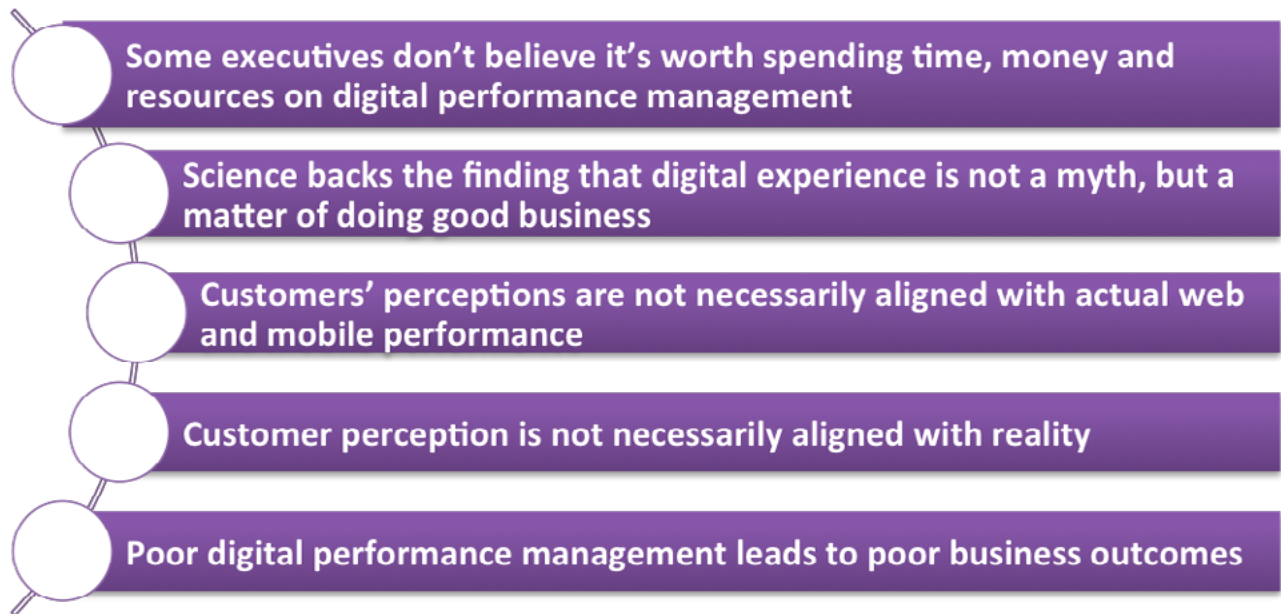 Some executives don’t believe it’s worth spending time, money and
resources on digital performance management
Science backs the finding that digital experience is not a myth, but a
matter of doing good business
Customers’ perceptions are not necessarily aligned with actual web
and mobile performance
Customer perception is not necessarily aligned with reality
Poor digital performance management leads to poor business outcomes